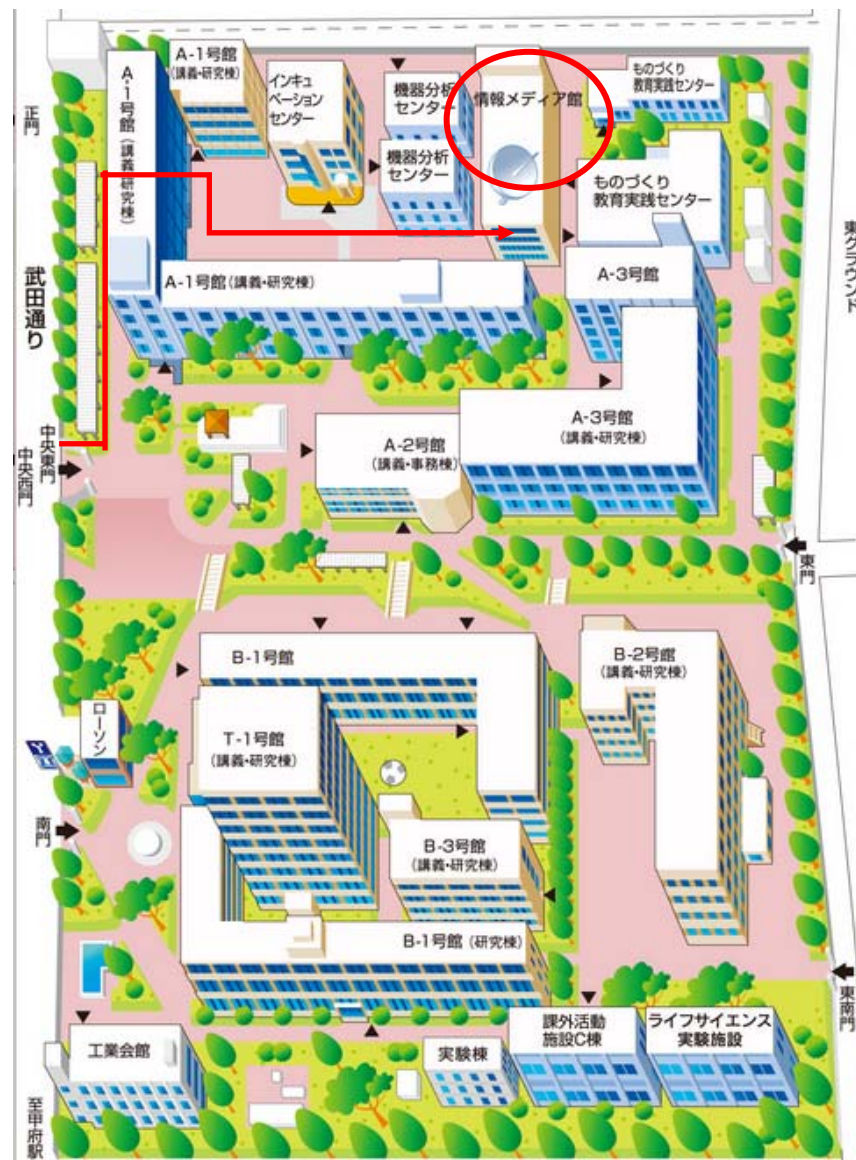 A-1号館
(講義・研究棟)
A-1号館(講義・研究棟)
インキュ
ベーション
センター
機器分析
センター
情報メディア館
ものづくり
教育実践センター
正門
機器分析
センター
ものづくり
教育実践センター
東グラウンド
武田通り
A-1号館(講義・研究棟)
A-3号館
中央東門
中央西門
A-2号館
(講義・事務棟)
A-3号館
(講義・研究棟)
東門
B-1号館
B-2号館
(講義・研究棟)
ローソン
T-1号館
(講義・研究棟)
南門
B-3号館
(講義・研究棟)
B-1号館(研究棟)
東南門
工業会館
実験棟
課外活動
施設C棟
ライフサイエンス
実験施設
至甲府駅